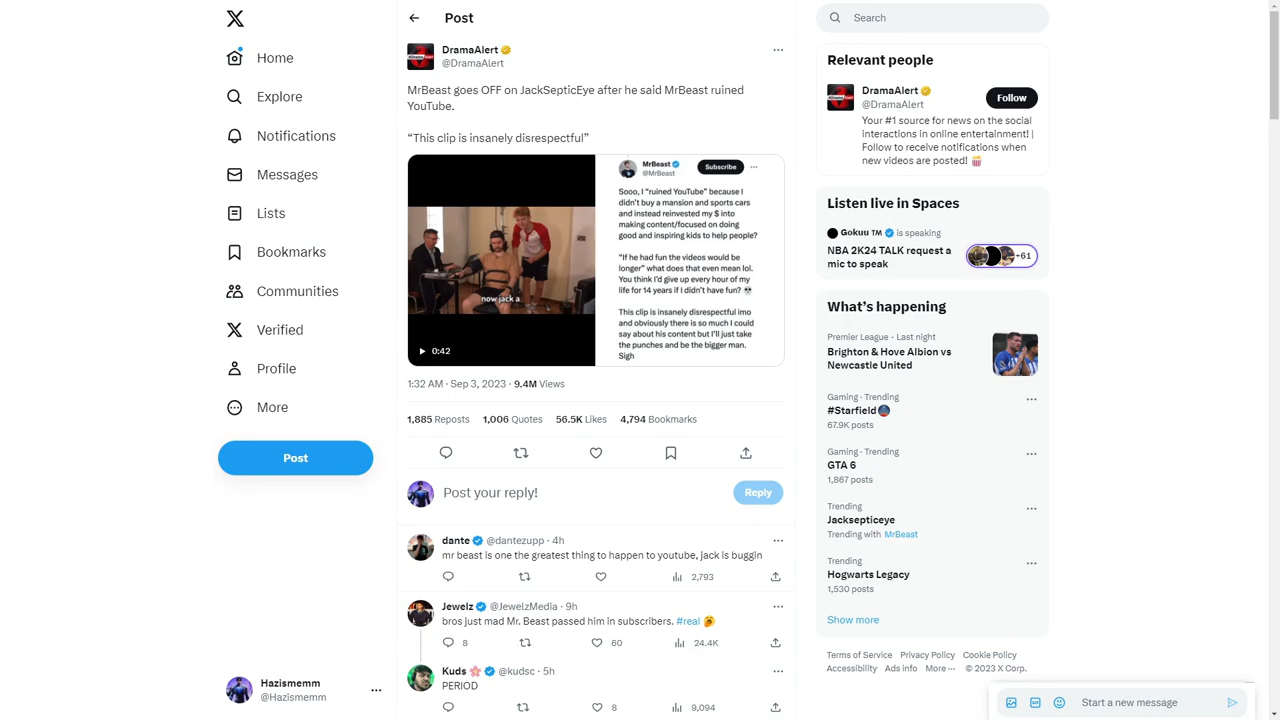 Home
Explore
Notifications
Messages
Lists
Bookmarks
Communities
Verified
Profile
More
Post
Hazismemm
@Hazismemm
Post
DramaAlert
@DramaAlert
MrBeast goes OFF on JackSepticEye after he said MrBeast ruined
YouTube.
“This clip is insanely disrespectful”
now jack a
0:42
MrBeast
@MrBeast
Subscribe
Sooo, I “ruined YouTube” because I
didn’t buy a mansion and sports cars
and instead reinvested my $ into
making content/focused on doing
good and inspiring kids to help people?
“If he had fun the videos would be
longer” what does that even mean lol.
You think I’d give up every hour of my
life for 14 years if I didn’t have fun? 💀
This clip is insanely disrespectful imo
and obviously there is so much I could
say about his content but I’ll just take
the punches and be the bigger man.
Sigh
1:32 AM · Sep 3, 2023 · 9.4M Views
1,885 Reposts 1,006 Quotes 56.5K Likes 4,794 Bookmarks
Post your reply!
Reply
dante @dantezupp · 4h
mr beast is one the greatest thing to happen to youtube, jack is buggin
2,793
Jewelz @JewelzMedia · 9h
bros just mad Mr. Beast passed him in subscribers. #real
8 60 24.4K
Kuds 🌸 @kudsc · 5h
PERIOD
8 9,094
Search
Relevant people
DramaAlert
@DramaAlert
Follow
Your #1 source for news on the social
interactions in online entertainment! |
Follow to receive notifications when
new videos are posted! 🍿
Listen live in Spaces
Gokuu TM is speaking
NBA 2K24 TALK request a
mic to speak
+61
What’s happening
Premier League · Last night
Brighton & Hove Albion vs
Newcastle United
Gaming · Trending
#Starfield
67.9K posts
Gaming · Trending
GTA 6
1,867 posts
Trending
Jacksepticeye
Trending with MrBeast
Trending
Hogwarts Legacy
1,530 posts
Show more
Terms of Service Privacy Policy Cookie Policy
Accessibility Ads info More ··· © 2023 X Corp.
Start a new message